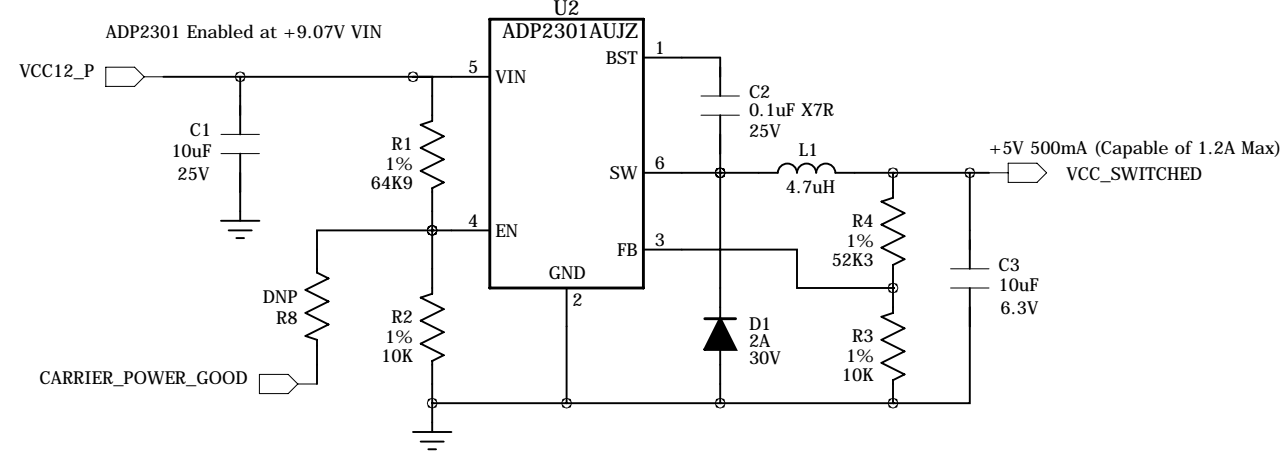 U2
ADP2301 Enabled at +9.07V VIN
ADP2301AUJZ
BST
1
VCC12_P
5
VIN
C2
0.1uF X7R
25V
C1
10uF
25V
R1
1%
64K9
SW
6
L1
4.7uH
+5V 500mA (Capable of 1.2A Max)
VCC_SWITCHED
4
EN
FB
3
R4
1%
52K3
GND
2
C3
10uF
6.3V
DNP
R8
R2
1%
10K
D1
2A
30V
R3
1%
10K
CARRIER_POWER_GOOD